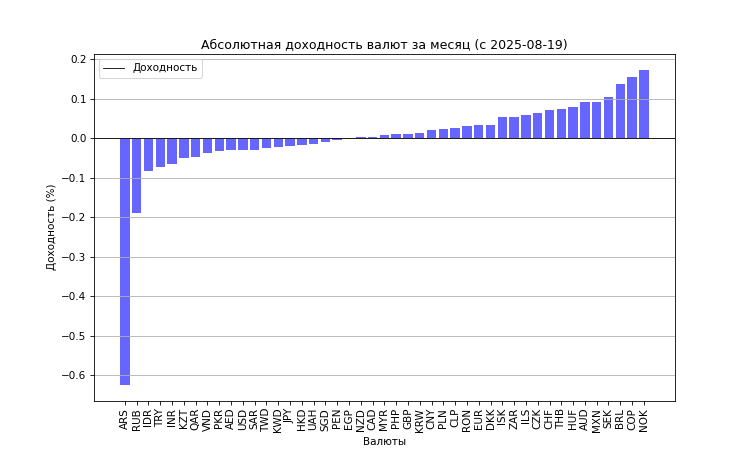 Абсолютная доходность валют за месяц (с 2025-08-19)
Доходность
0.2
0.1
0.0
−0.1
−0.2
−0.3
−0.4
−0.5
−0.6
Доходность (%)
ARS
RUB
IDR
TRY
INR
KZT
QAR
VND
PKR
AED
USD
SAR
TWD
KWD
JPY
HKD
UAH
SGD
PEN
EGP
NZD
CAD
MYR
PHP
GBP
KRW
CNY
PLN
CLP
RON
EUR
DKK
ISK
ZAR
ILS
CZK
CHF
THB
HUF
AUD
MXN
SEK
BRL
COP
NOK
Валюты